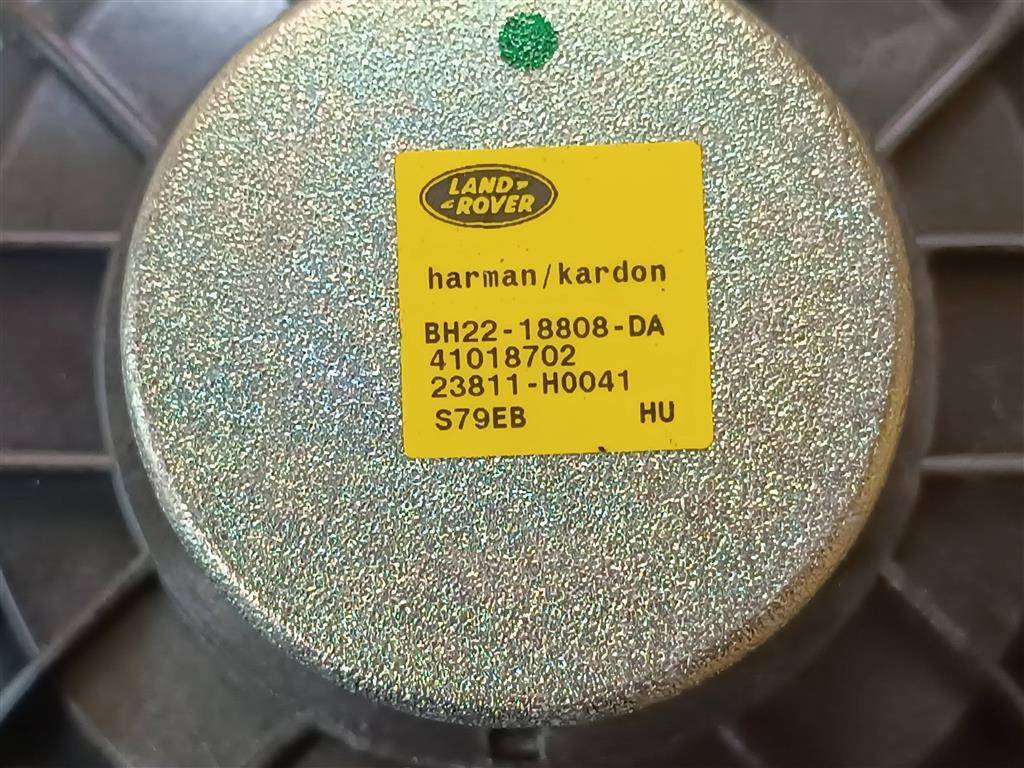 LAND
ROVER
harman/kardon
BH22-18808-DA
41018702
23811-H0041
S79EB HU